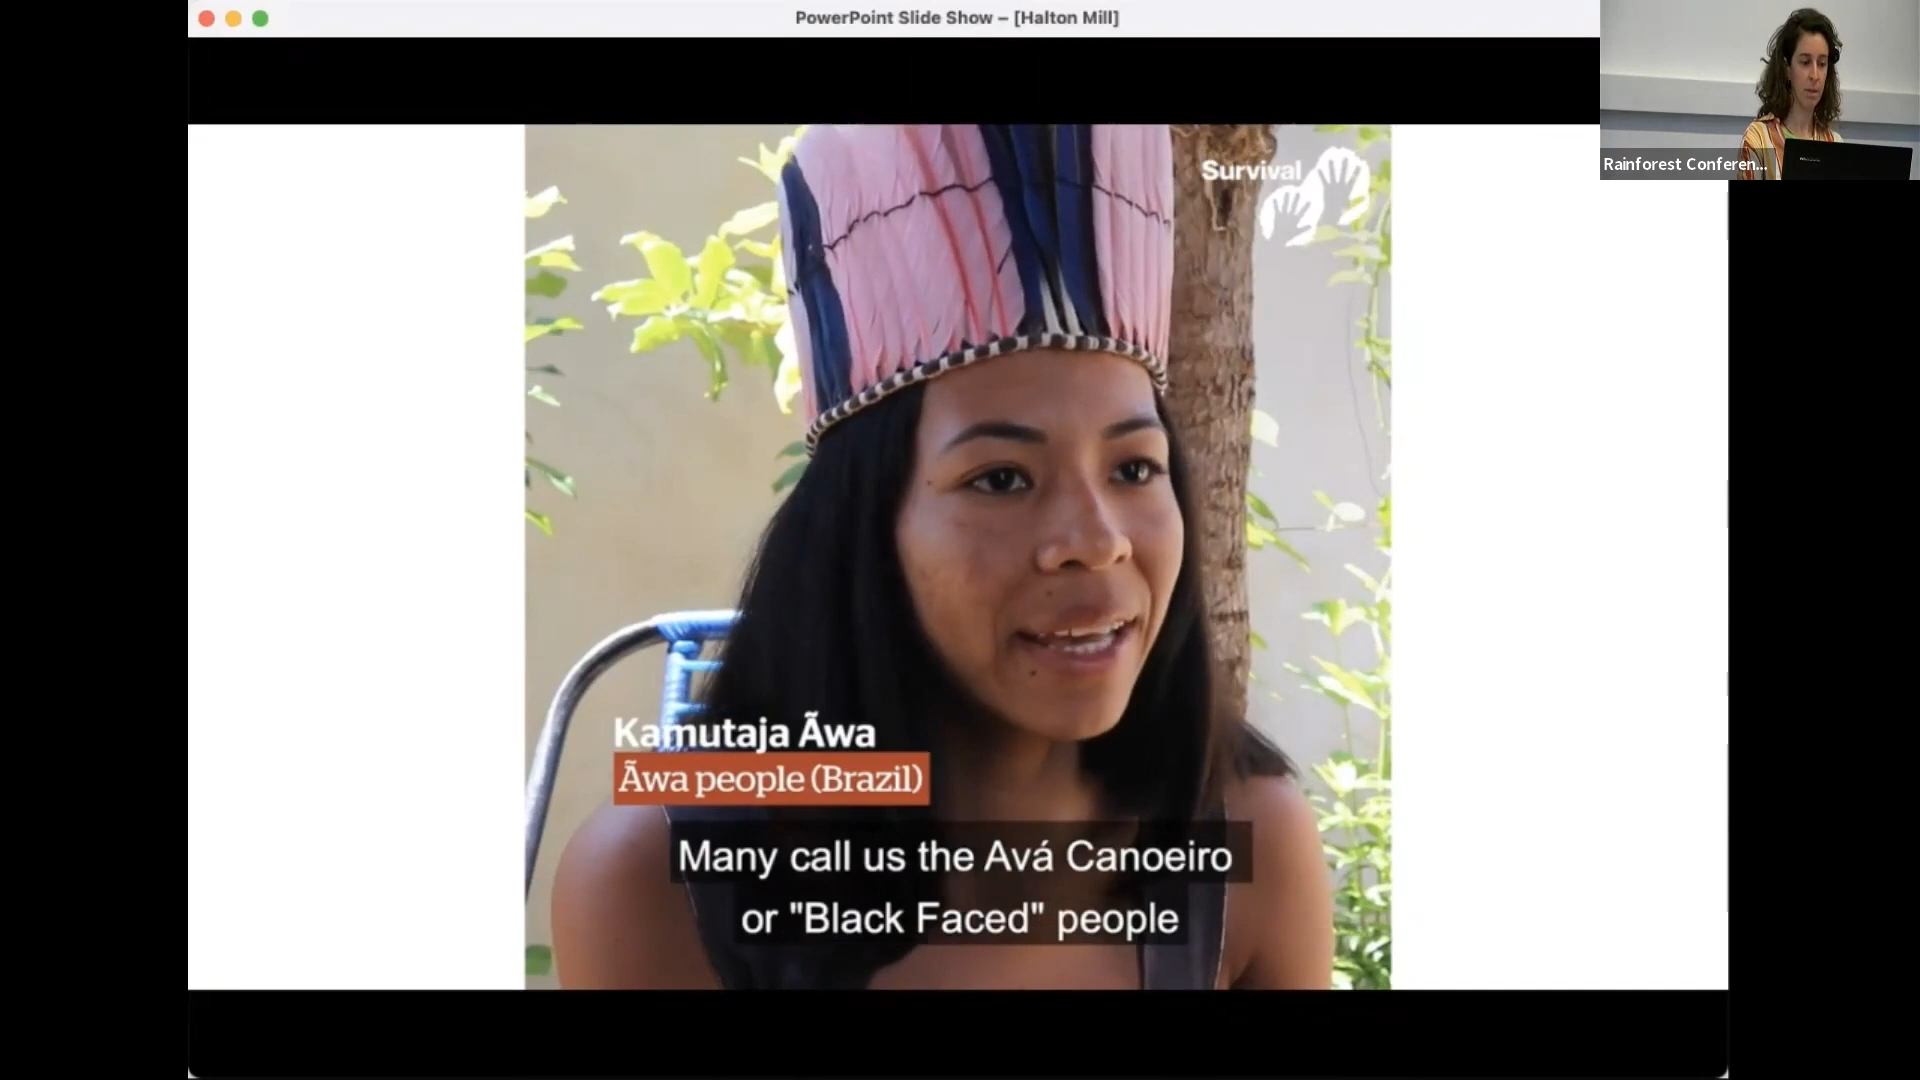 PowerPoint Slide Show – [Halton Mill]
Rainforest Conferen...
Survival
Kamutaja Ãwa
Ãwa people (Brazil)
Many call us the Avá Canoeiro
or "Black Faced" people